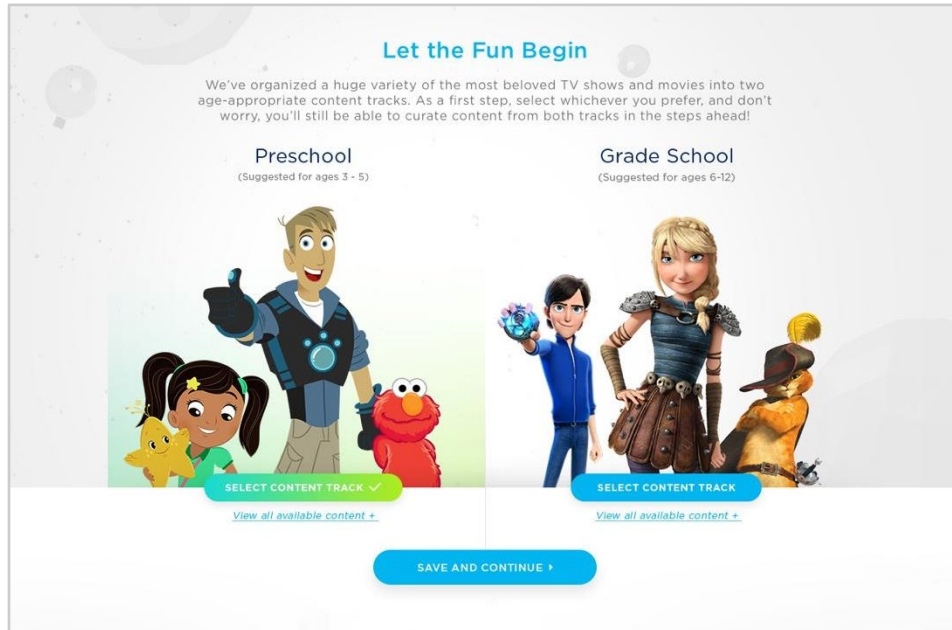 Let the Fun Begin
We've organized a huge variety of the most beloved TV shows and movies into two
age-appropriate content tracks. As a first step, select whichever you prefer, and don't
worry, you'll still be able to curate content from both tracks in the steps ahead!
Preschool
(Suggested for ages 3 - 5)
Grade School
(Suggested for ages 6-12)
SELECT CONTENT TRACK ✓
View all available content +
SELECT CONTENT TRACK
View all available content +
SAVE AND CONTINUE ▸